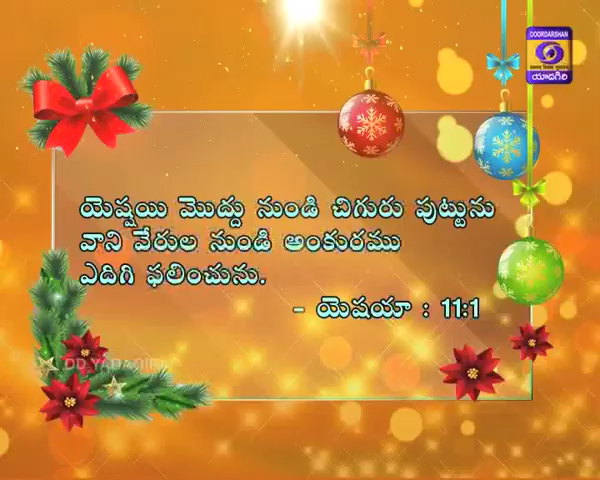 DOORDARSHAN
యాదగిరి
యెష్షయి మొద్దు నుండి చిగురు పుట్టును
వాని వేరుల నుండి అంకురము
ఎదిగి ఫలించును.
- యెషయా : 11:1
DD YADAGIRI